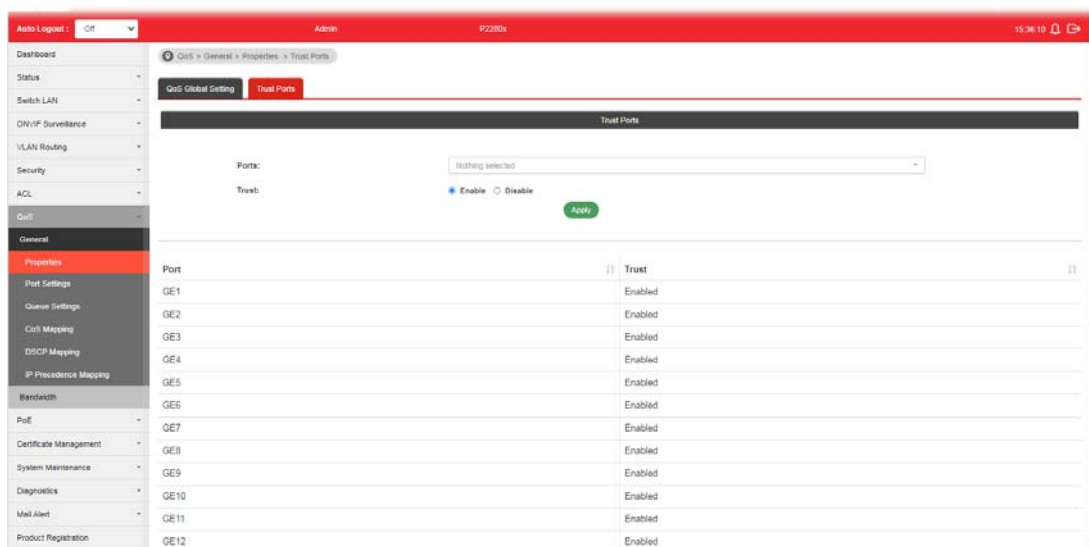 Auto Logout : Off Admin P2280x 15:36:10
Dashboard
Status
Switch LAN
ONVIF Surveillance
VLAN Routing
Security
ACL
QoS
General
Properties
Port Settings
Queue Settings
CoS Mapping
DSCP Mapping
IP Precedence Mapping
Bandwidth
PoE
Certificate Management
System Maintenance
Diagnostics
Mail Alert
Product Registration
QoS > General > Properties > Trust Ports
QoS Global Setting Trust Ports
Trust Ports
Ports: Nothing selected
Trust: Enable Disable
Apply
Port Trust
GE1 Enabled
GE2 Enabled
GE3 Enabled
GE4 Enabled
GE5 Enabled
GE6 Enabled
GE7 Enabled
GE8 Enabled
GE9 Enabled
GE10 Enabled
GE11 Enabled
GE12 Enabled